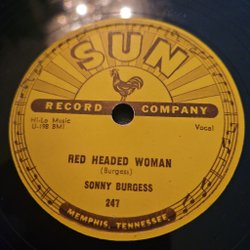 SUN
RECORD COMPANY
Hi-Lo Music
U-198 BMI
Vocal
RED HEADED WOMAN
(Burgess)
SONNY BURGESS
247
MEMPHIS, TENNESSEE